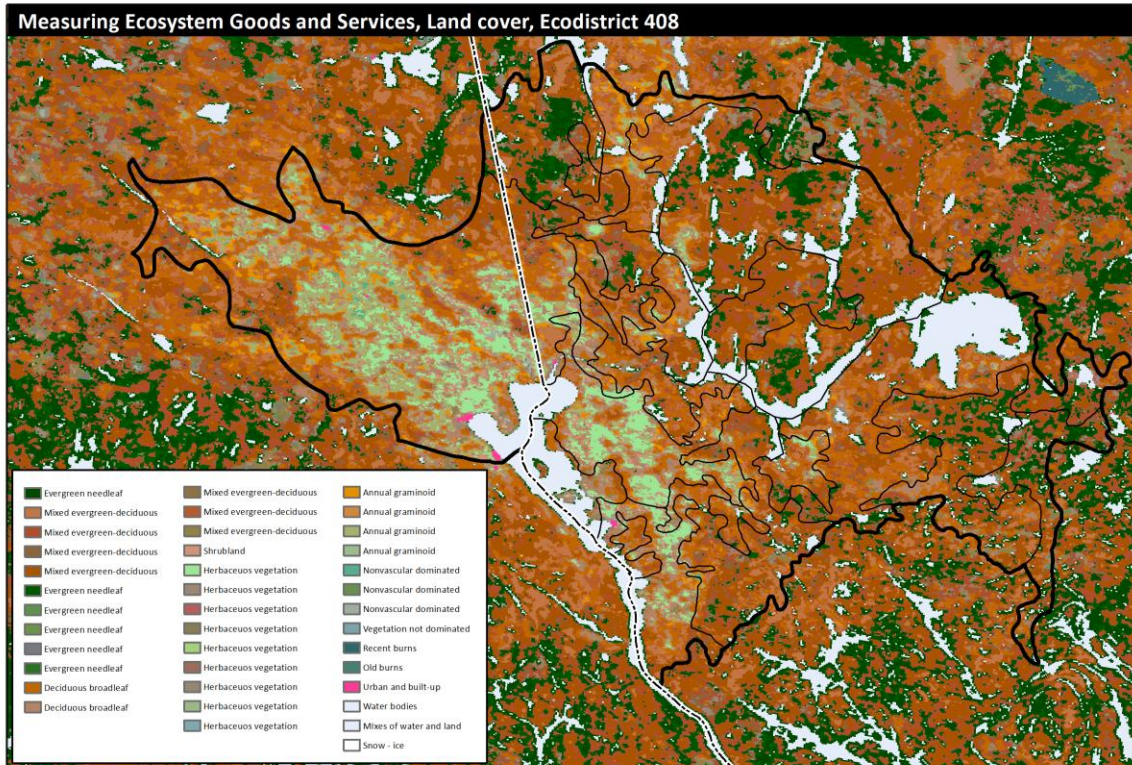 Measuring Ecosystem Goods and Services, Land cover, Ecodistrict 408
Evergreen needleaf
Mixed evergreen-deciduous
Mixed evergreen-deciduous
Mixed evergreen-deciduous
Mixed evergreen-deciduous
Evergreen needleaf
Evergreen needleaf
Evergreen needleaf
Evergreen needleaf
Evergreen needleaf
Deciduous broadleaf
Deciduous broadleaf
Mixed evergreen-deciduous
Mixed evergreen-deciduous
Mixed evergreen-deciduous
Shrubland
Herbaceuos vegetation
Herbaceuos vegetation
Herbaceuos vegetation
Herbaceuos vegetation
Herbaceuos vegetation
Herbaceuos vegetation
Herbaceuos vegetation
Herbaceuos vegetation
Herbaceuos vegetation
Annual graminoid
Annual graminoid
Annual graminoid
Annual graminoid
Nonvascular dominated
Nonvascular dominated
Nonvascular dominated
Vegetation not dominated
Recent burns
Old burns
Urban and built-up
Water bodies
Mixes of water and land
Snow - ice